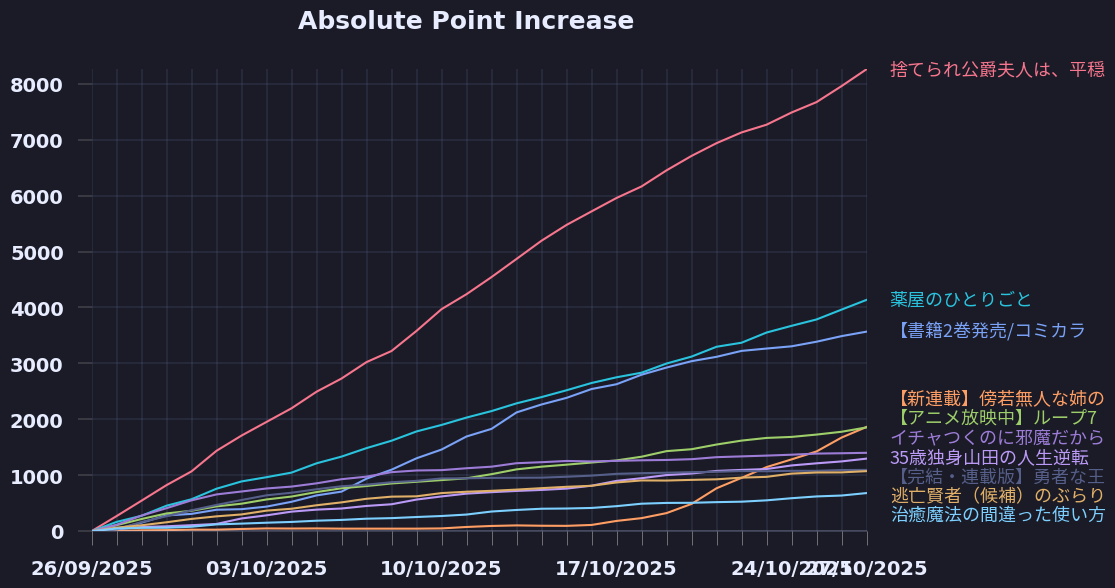 Absolute Point Increase
8000
7000
6000
5000
4000
3000
2000
1000
0
捨てられ公爵夫人は、平穏
薬屋のひとりごと
【書籍2巻発売/コミカラ
【新連載】傍若無人な姉の
【アニメ放映中】ループ7
イチャつくのに邪魔だから
35歳独身山田の人生逆転
【完結・連載版】勇者な王
逃亡賢者（候補）のぶらり
治癒魔法の間違った使い方
26/09/2025
03/10/2025
10/10/2025
17/10/2025
24/10/2025
27/10/2025